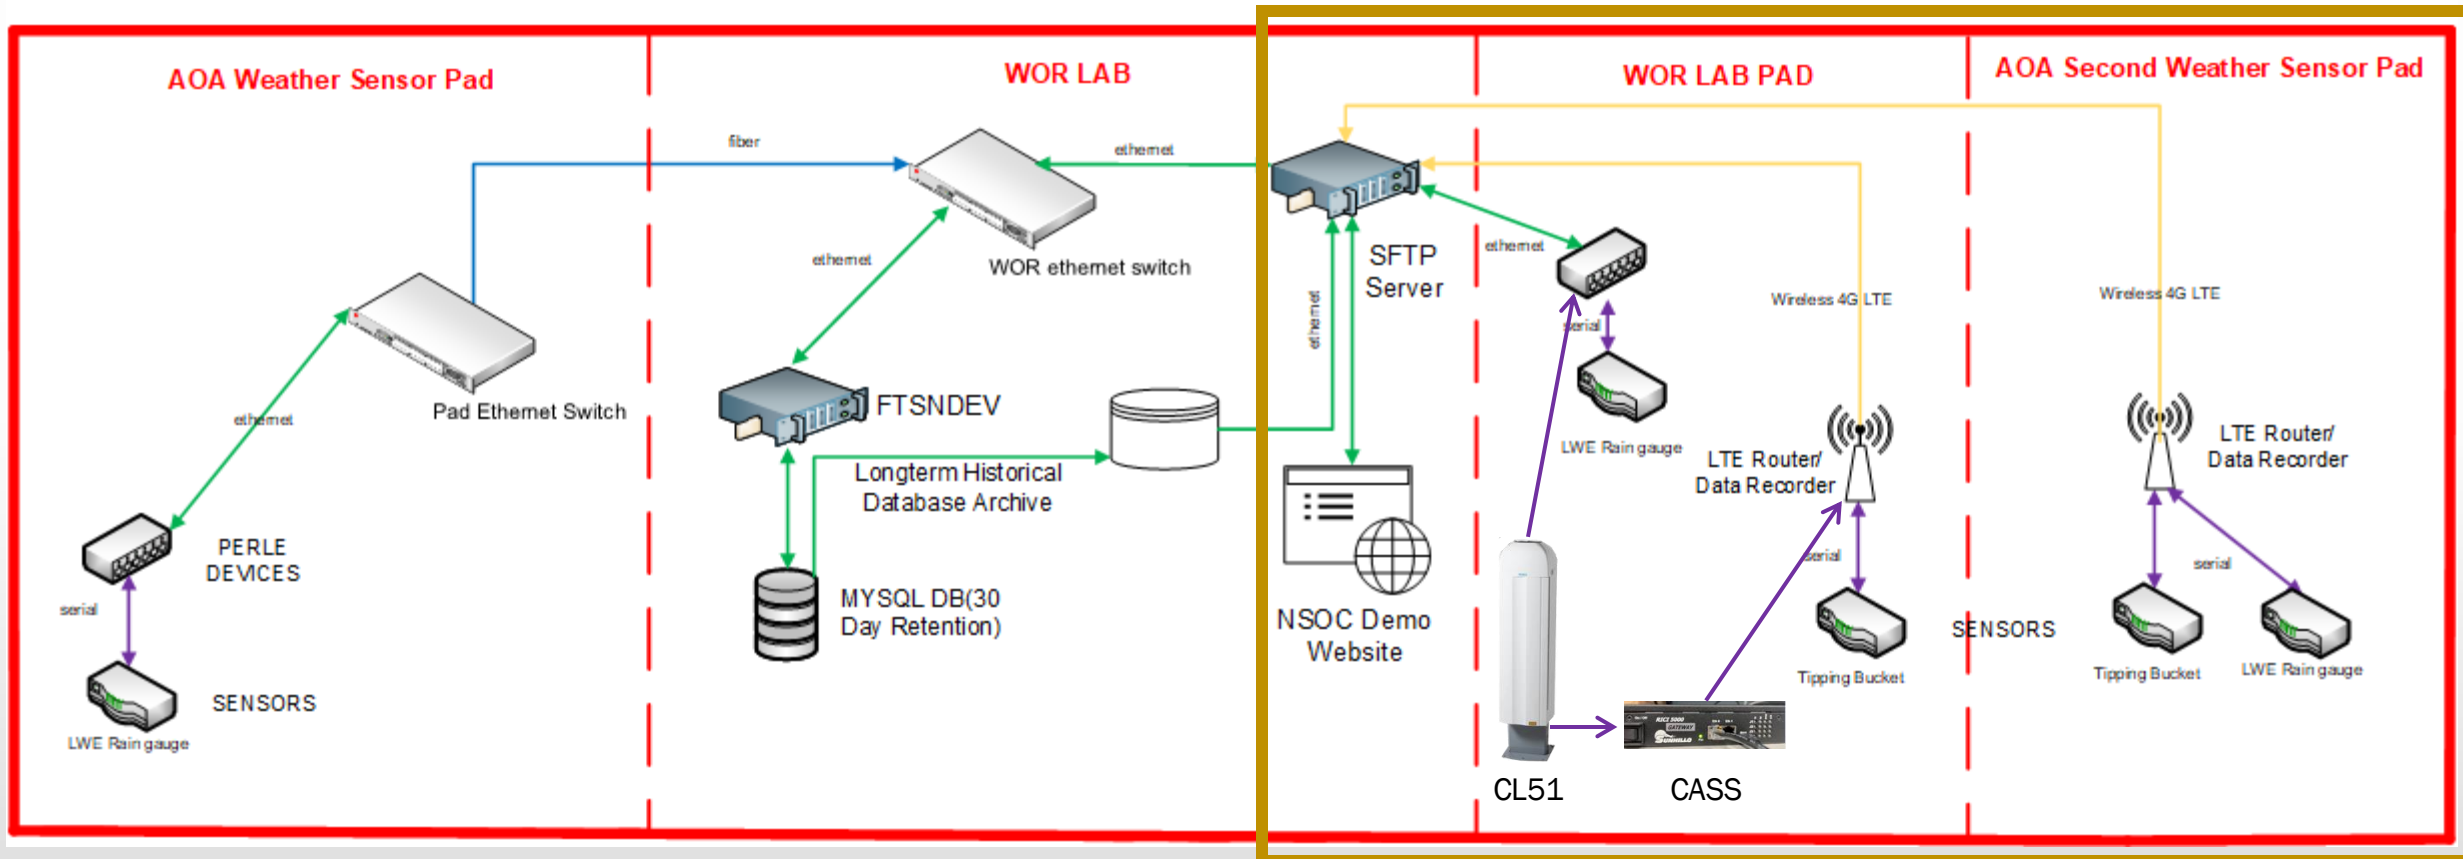 AOA Weather Sensor Pad
WOR LAB
WOR LAB PAD
AOA Second Weather Sensor Pad
fiber
ethernet
ethernet
WOR ethernet switch
SFTP
Server
ethernet
ethernet
Wireless 4G LTE
Wireless 4G LTE
serial
ethernet
Pad Ethernet Switch
FTSNDEV
Longterm Historical
Database Archive
LWE Rain gauge
LTE Router/
Data Recorder
LTE Router/
Data Recorder
PERLE
DEVICES
serial
MYSQL DB(30
Day Retention)
NSOC Demo
Website
serial
serial
SENSORS
SENSORS
LWE Rain gauge
Tipping Bucket
Tipping Bucket
LWE Rain gauge
RICI 5000
GATEWAY
SUNHILLO
CL51
CASS